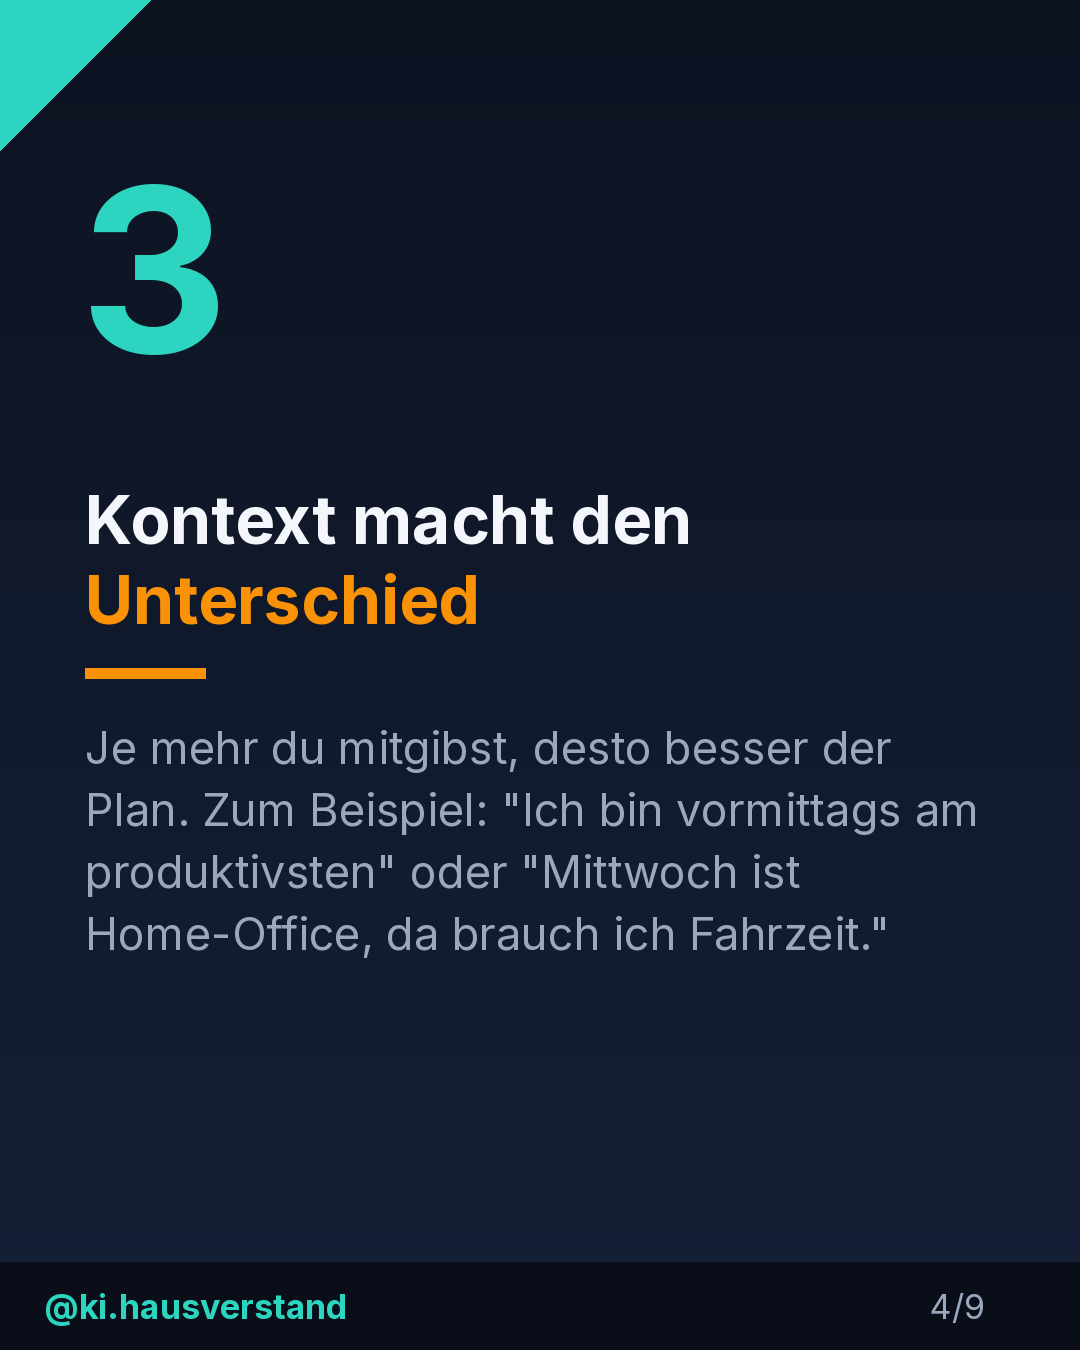 3
Kontext macht den
Unterschied
Je mehr du mitgibst, desto besser der
Plan. Zum Beispiel: "Ich bin vormittags am
produktivsten" oder "Mittwoch ist
Home-Office, da brauch ich Fahrzeit."
@ki.hausverstand
4/9